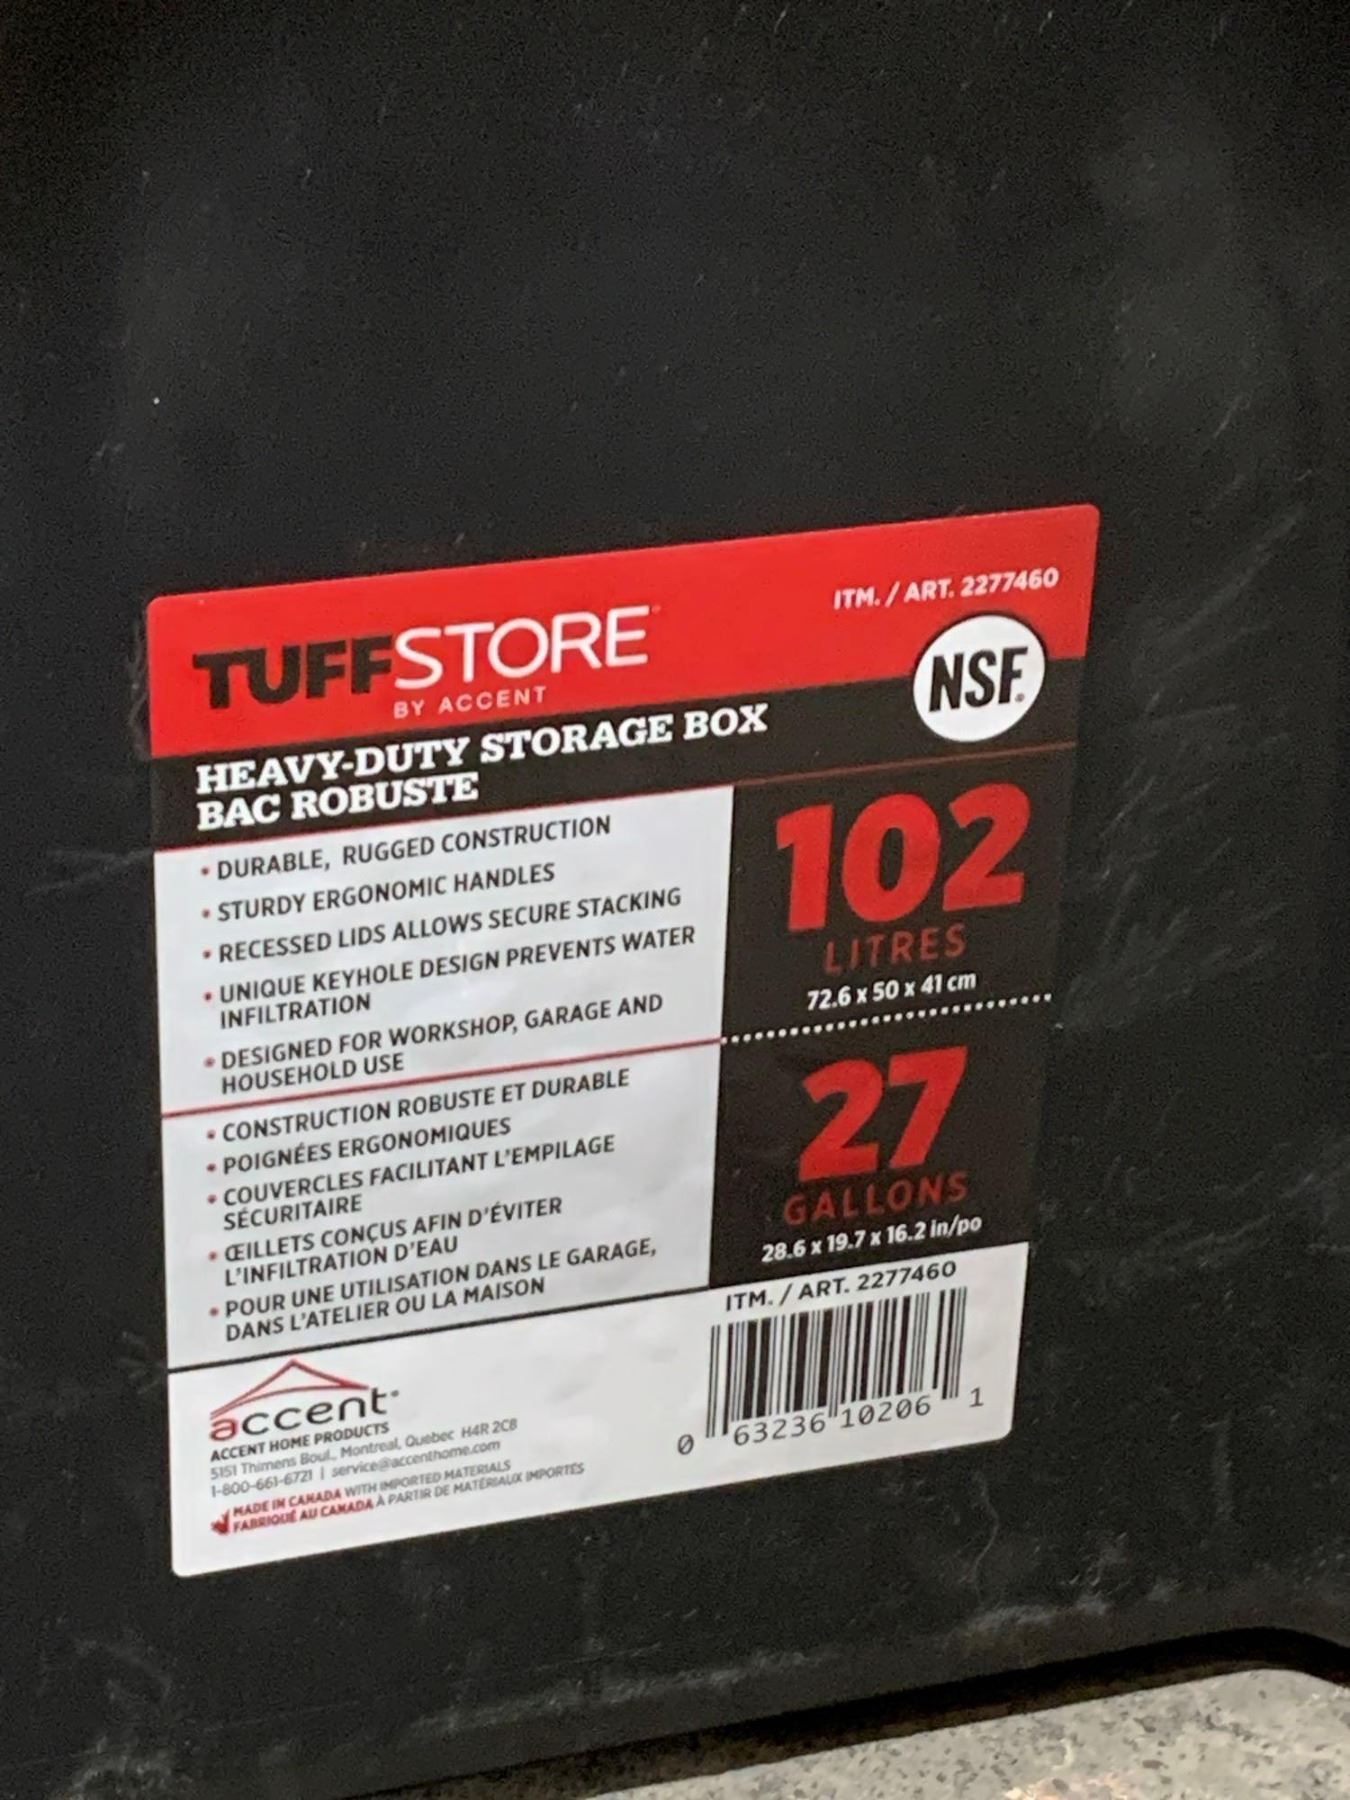 TUFFSTORE
BY ACCENT
ITM. / ART. 2277460
NSF®
HEAVY-DUTY STORAGE BOX
BAC ROBUSTE
• DURABLE, RUGGED CONSTRUCTION
• STURDY ERGONOMIC HANDLES
• RECESSED LIDS ALLOWS SECURE STACKING
• UNIQUE KEYHOLE DESIGN PREVENTS WATER
INFILTRATION
• DESIGNED FOR WORKSHOP, GARAGE AND
HOUSEHOLD USE
• CONSTRUCTION ROBUSTE ET DURABLE
• POIGNÉES ERGONOMIQUES
• COUVERCLES FACILITANT L'EMPILAGE
SÉCURITAIRE
• ŒILLETS CONÇUS AFIN D'ÉVITER
L'INFILTRATION D'EAU
• POUR UNE UTILISATION DANS LE GARAGE,
DANS L'ATELIER OU LA MAISON
102
LITRES
72.6 x 50 x 41 cm
27
GALLONS
28.6 x 19.7 x 16.2 in/po
ITM. / ART. 2277460
0 63236 10206 1
accent®
ACCENT HOME PRODUCTS
5151 Thimens Boul., Montreal, Quebec H4R 2C8
1-800-661-6721 | service@accenthome.com
MADE IN CANADA WITH IMPORTED MATERIALS
FABRIQUÉ AU CANADA À PARTIR DE MATÉRIAUX IMPORTÉS